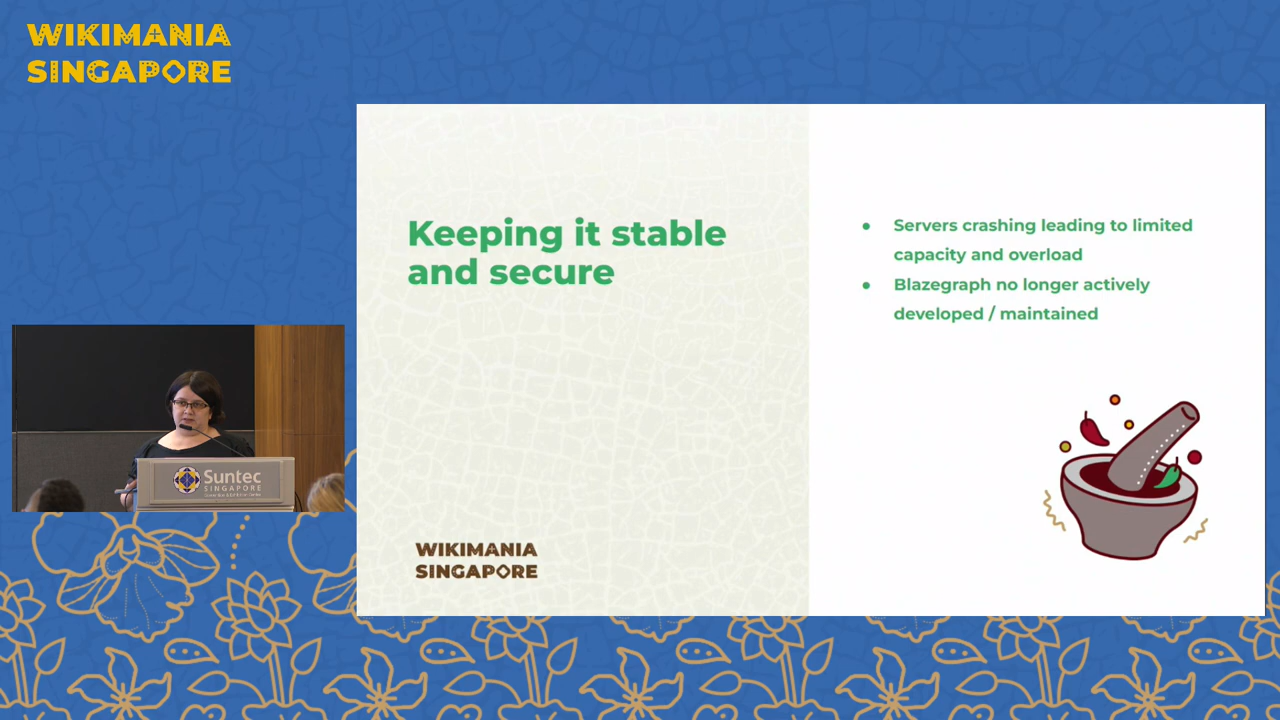 WIKIMANIA
SINGAPORE
Keeping it stable
and secure
● Servers crashing leading to limited
capacity and overload
● Blazegraph no longer actively
developed / maintained
Suntec
SINGAPORE
WIKIMANIA
SINGAPORE